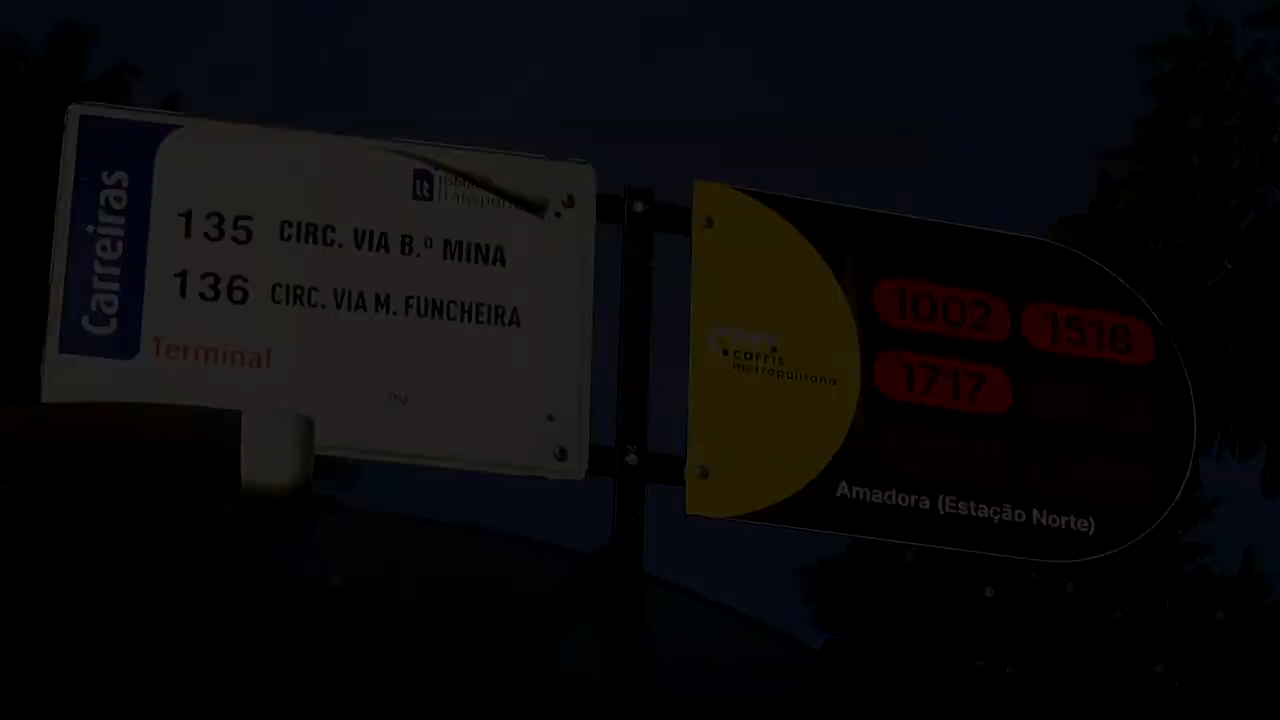 Carreiras
135 CIRC. VIA B.º MINA
136 CIRC. VIA M. FUNCHEIRA
Terminal
carris
metropolitana
1002 1518
1717
Amadora (Estação Norte)